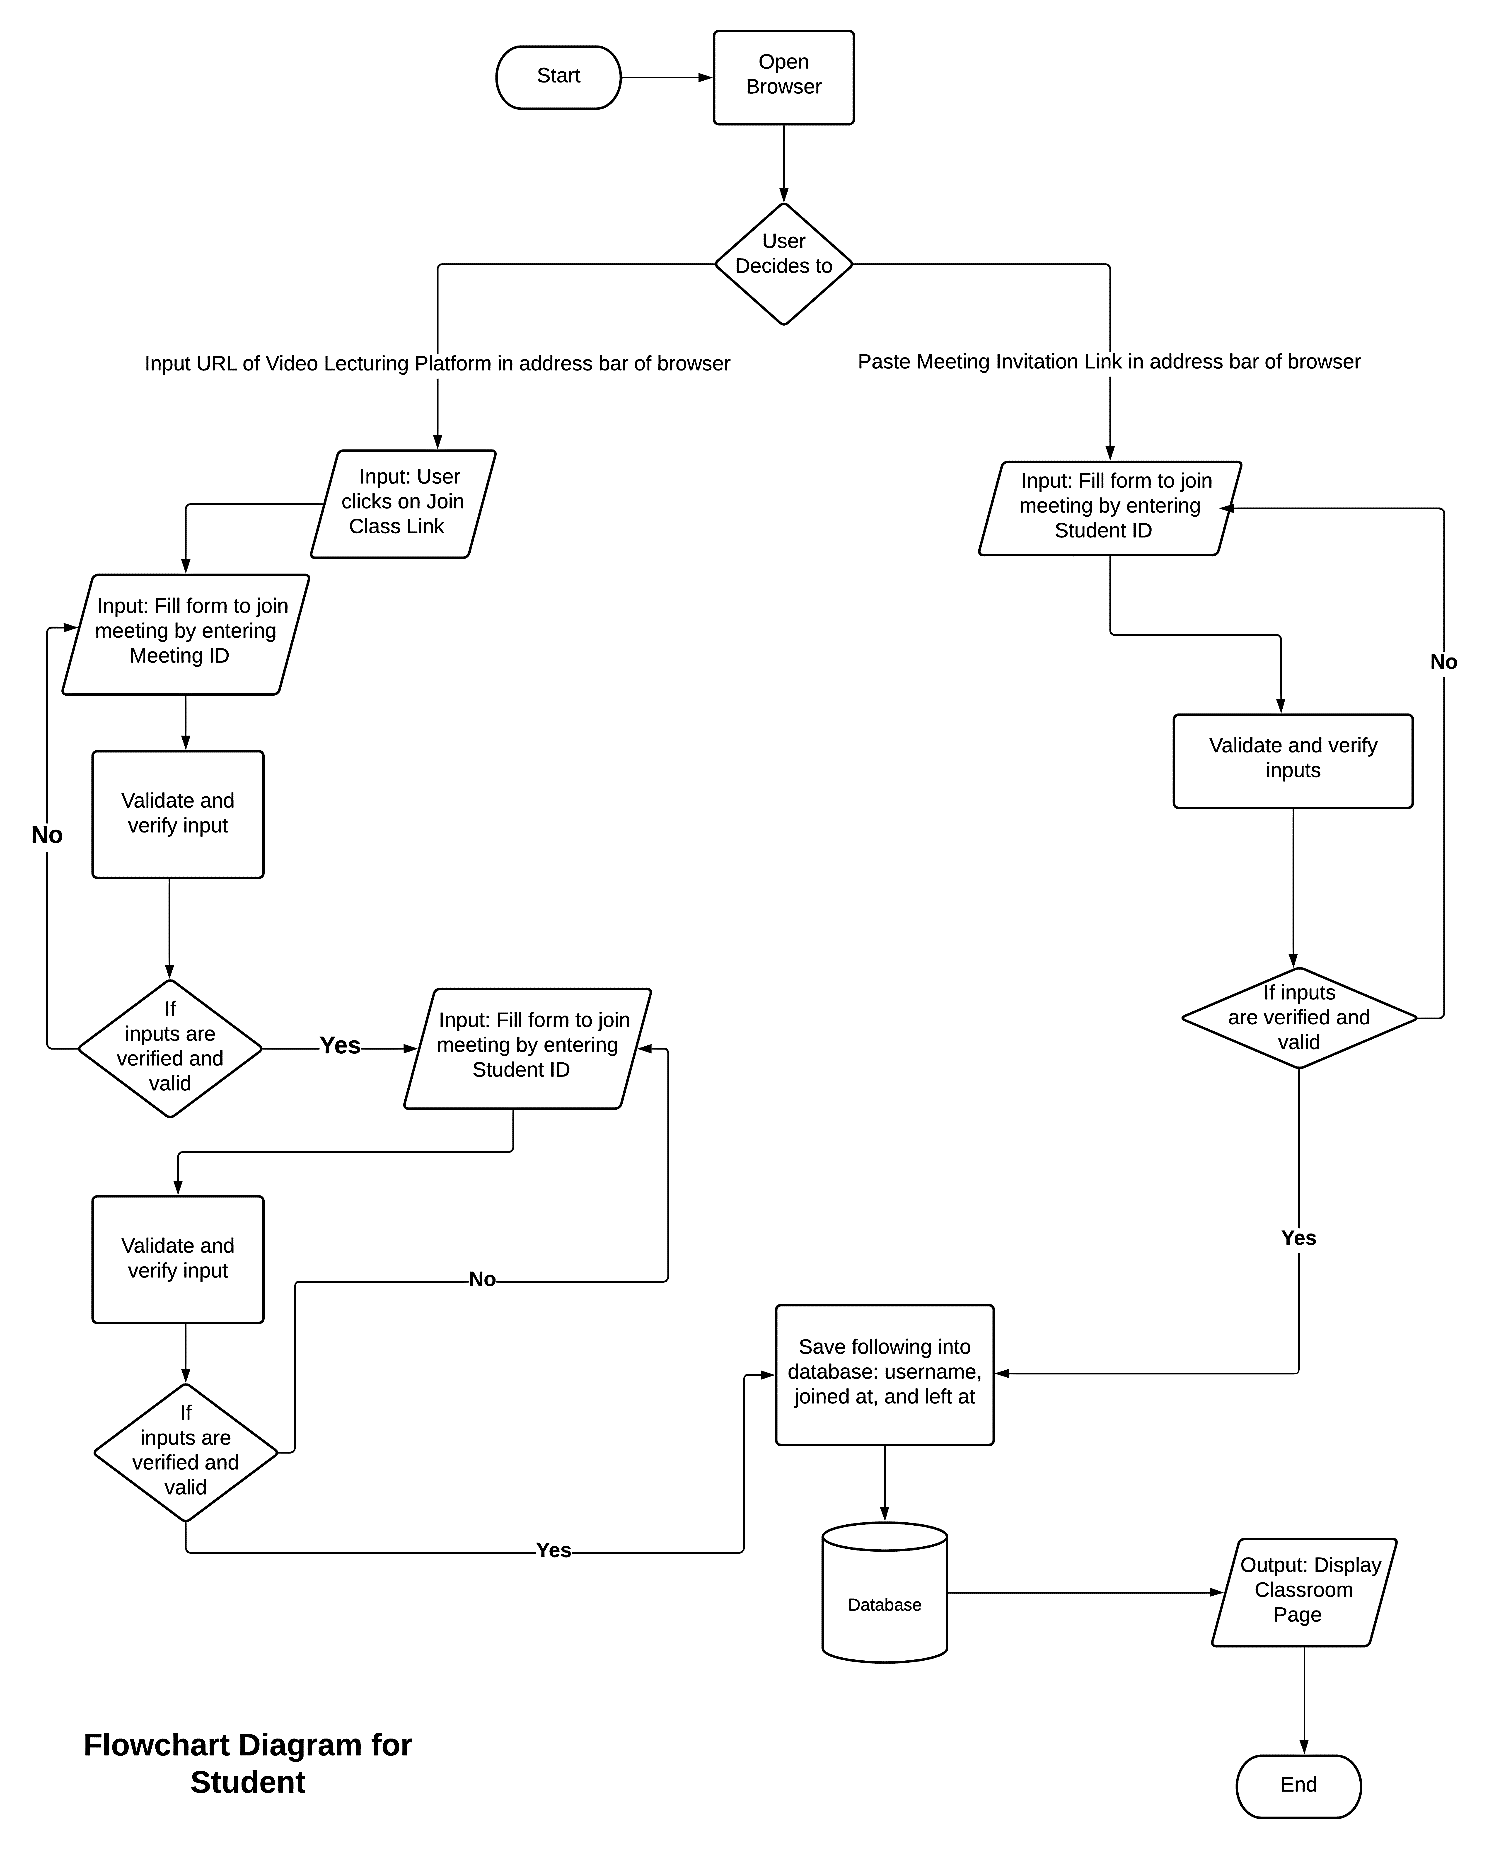 Start
Open
Browser
User
Decides to
Input URL of Video Lecturing Platform in address bar of browser
Paste Meeting Invitation Link in address bar of browser
Input: User
clicks on Join
Class Link
Input: Fill form to join
meeting by entering
Student ID
Input: Fill form to join
meeting by entering
Meeting ID
No
Validate and verify
inputs
Validate and
verify input
No
If inputs
are verified and
valid
If
inputs are
verified and
valid
Yes
Input: Fill form to join
meeting by entering
Student ID
Validate and
verify input
No
Yes
Save following into
database: username,
joined at, and left at
If
inputs are
verified and
valid
Yes
Database
Output: Display
Classroom
Page
Flowchart Diagram for
Student
End